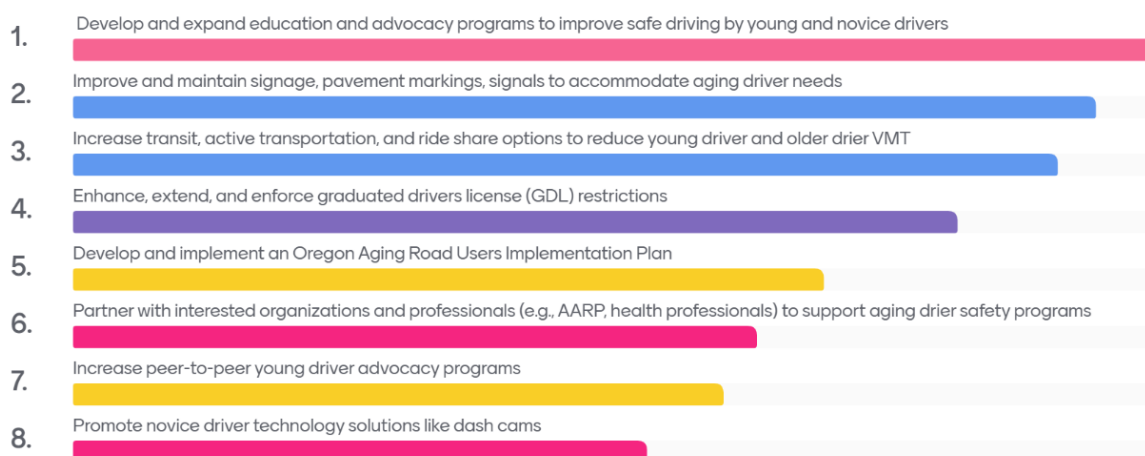 1. Develop and expand education and advocacy programs to improve safe driving by young and novice drivers
2. Improve and maintain signage, pavement markings, signals to accommodate aging driver needs
3. Increase transit, active transportation, and ride share options to reduce young driver and older drier VMT
4. Enhance, extend, and enforce graduated drivers license (GDL) restrictions
5. Develop and implement an Oregon Aging Road Users Implementation Plan
6. Partner with interested organizations and professionals (e.g., AARP, health professionals) to support aging drier safety programs
7. Increase peer-to-peer young driver advocacy programs
8. Promote novice driver technology solutions like dash cams